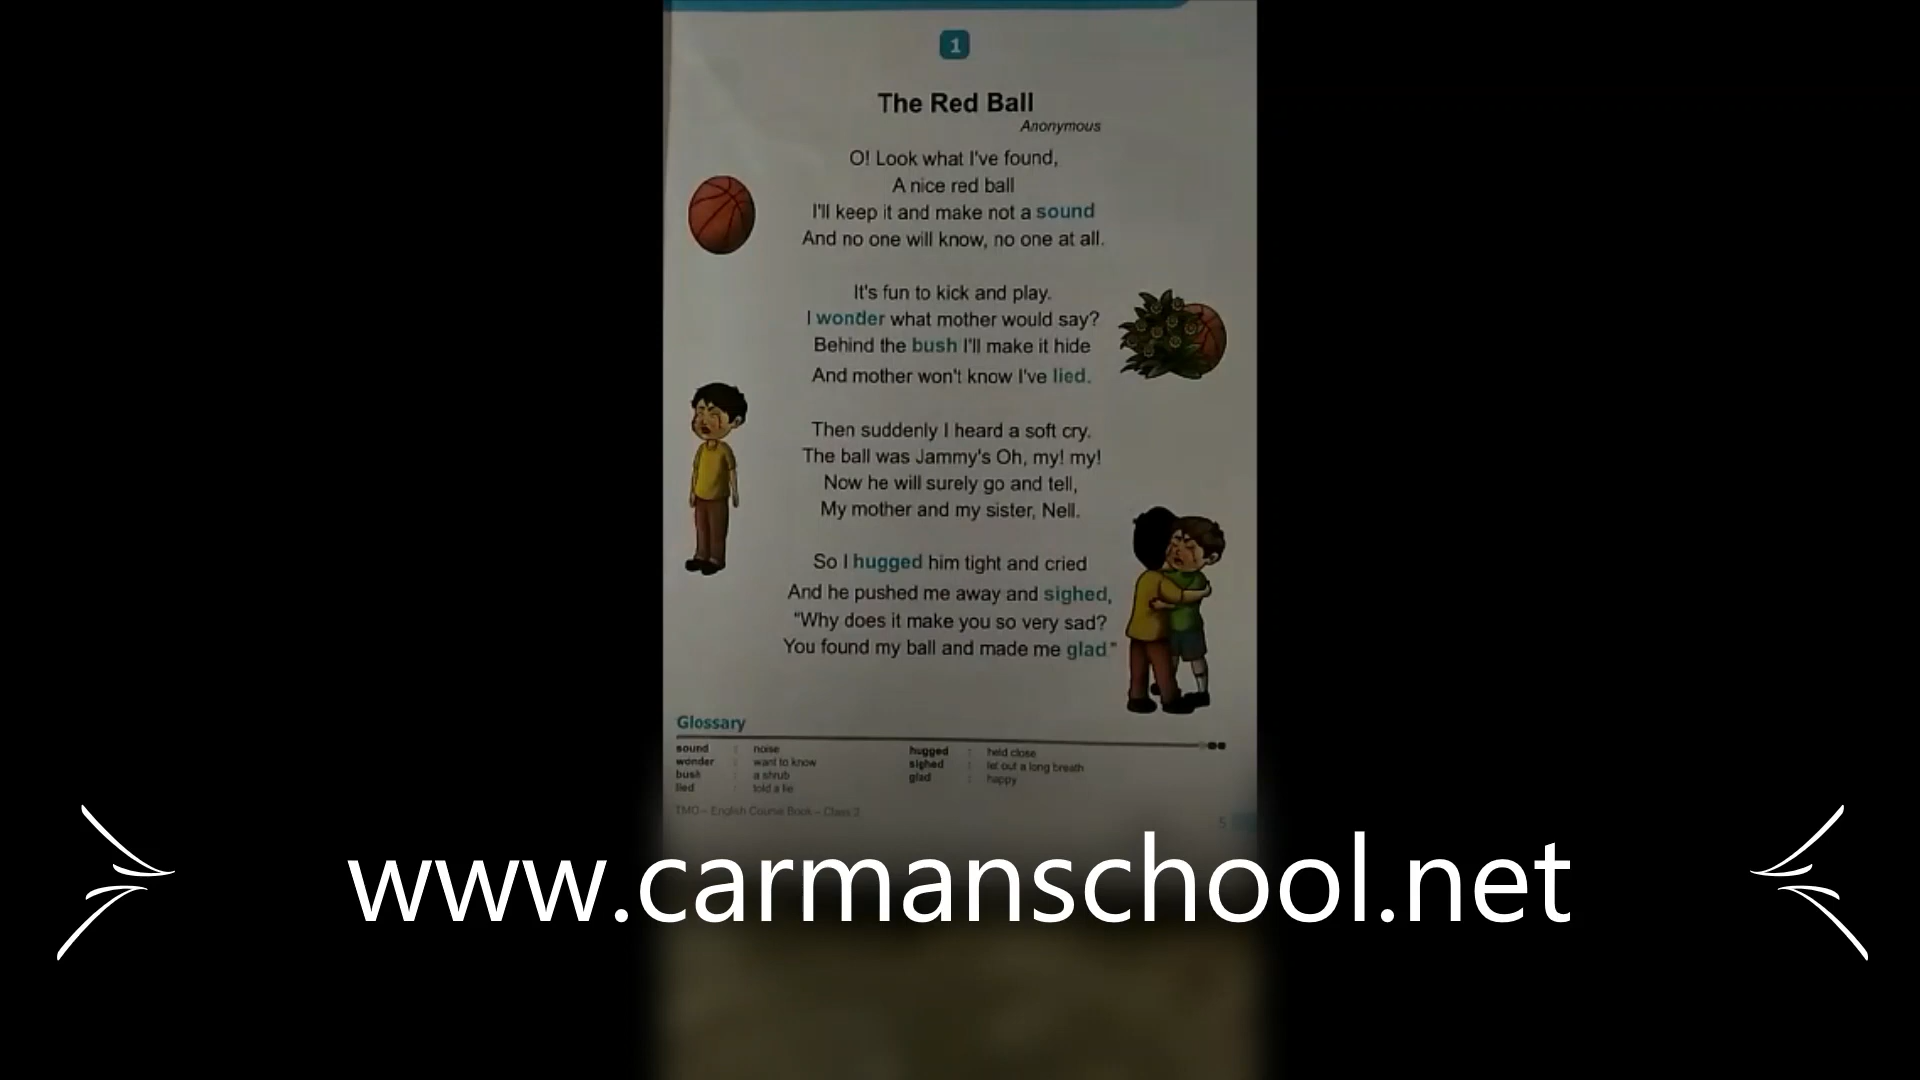 1
The Red Ball
Anonymous
O! Look what I've found,
A nice red ball
I'll keep it and make not a sound
And no one will know, no one at all.
It's fun to kick and play.
I wonder what mother would say?
Behind the bush I'll make it hide
And mother won't know I've lied.
Then suddenly I heard a soft cry.
The ball was Jammy's Oh, my! my!
Now he will surely go and tell,
My mother and my sister, Nell.
So I hugged him tight and cried
And he pushed me away and sighed,
"Why does it make you so very sad?
You found my ball and made me glad"
Glossary
sound : noise
wonder : want to know
bush : a shrub
lied : told a lie
hugged : held close
sighed : let out a long breath
glad : happy
English Course Book – Class
5
www.carmanschool.net